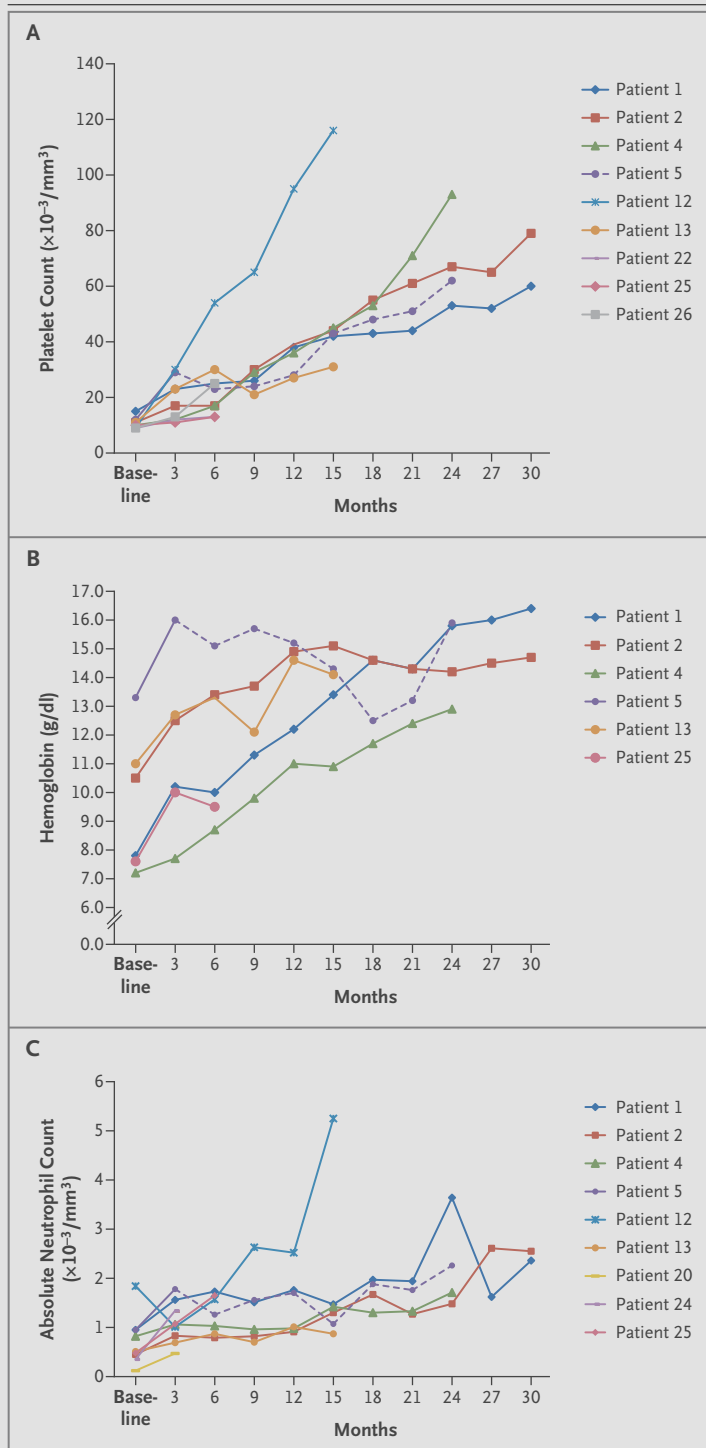 A
Platelet Count (×10⁻³/mm³)
140
120
100
80
60
40
20
0
Base-
line
3 6 9 12 15 18 21 24 27 30
Months
Patient 1
Patient 2
Patient 4
Patient 5
Patient 12
Patient 13
Patient 22
Patient 25
Patient 26
B
Hemoglobin (g/dl)
17.0
16.0
15.0
14.0
13.0
12.0
11.0
10.0
9.0
8.0
7.0
6.0
0.0
Base-
line
3 6 9 12 15 18 21 24 27 30
Months
Patient 1
Patient 2
Patient 4
Patient 5
Patient 13
Patient 25
C
Absolute Neutrophil Count
(×10⁻³/mm³)
6
5
4
3
2
1
0
Base-
line
3 6 9 12 15 18 21 24 27 30
Months
Patient 1
Patient 2
Patient 4
Patient 5
Patient 12
Patient 13
Patient 20
Patient 24
Patient 25